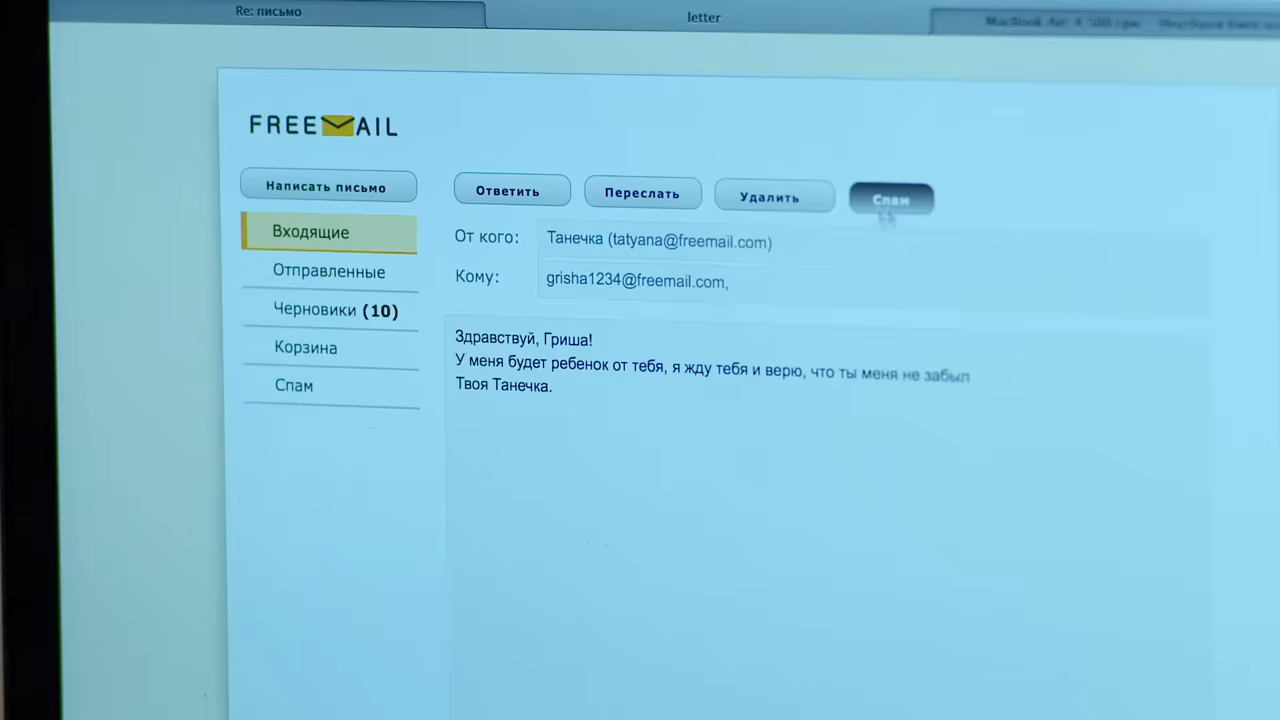 Re: письмо
letter
FREEMAIL
Написать письмо
Ответить
Переслать
Удалить
Спам
Входящие
Отправленные
Черновики (10)
Корзина
Спам
От кого: Танечка (tatyana@freemail.com)
Кому: grisha1234@freemail.com,
Здравствуй, Гриша!
У меня будет ребенок от тебя, я жду тебя и верю, что ты меня не забыл
Твоя Танечка.